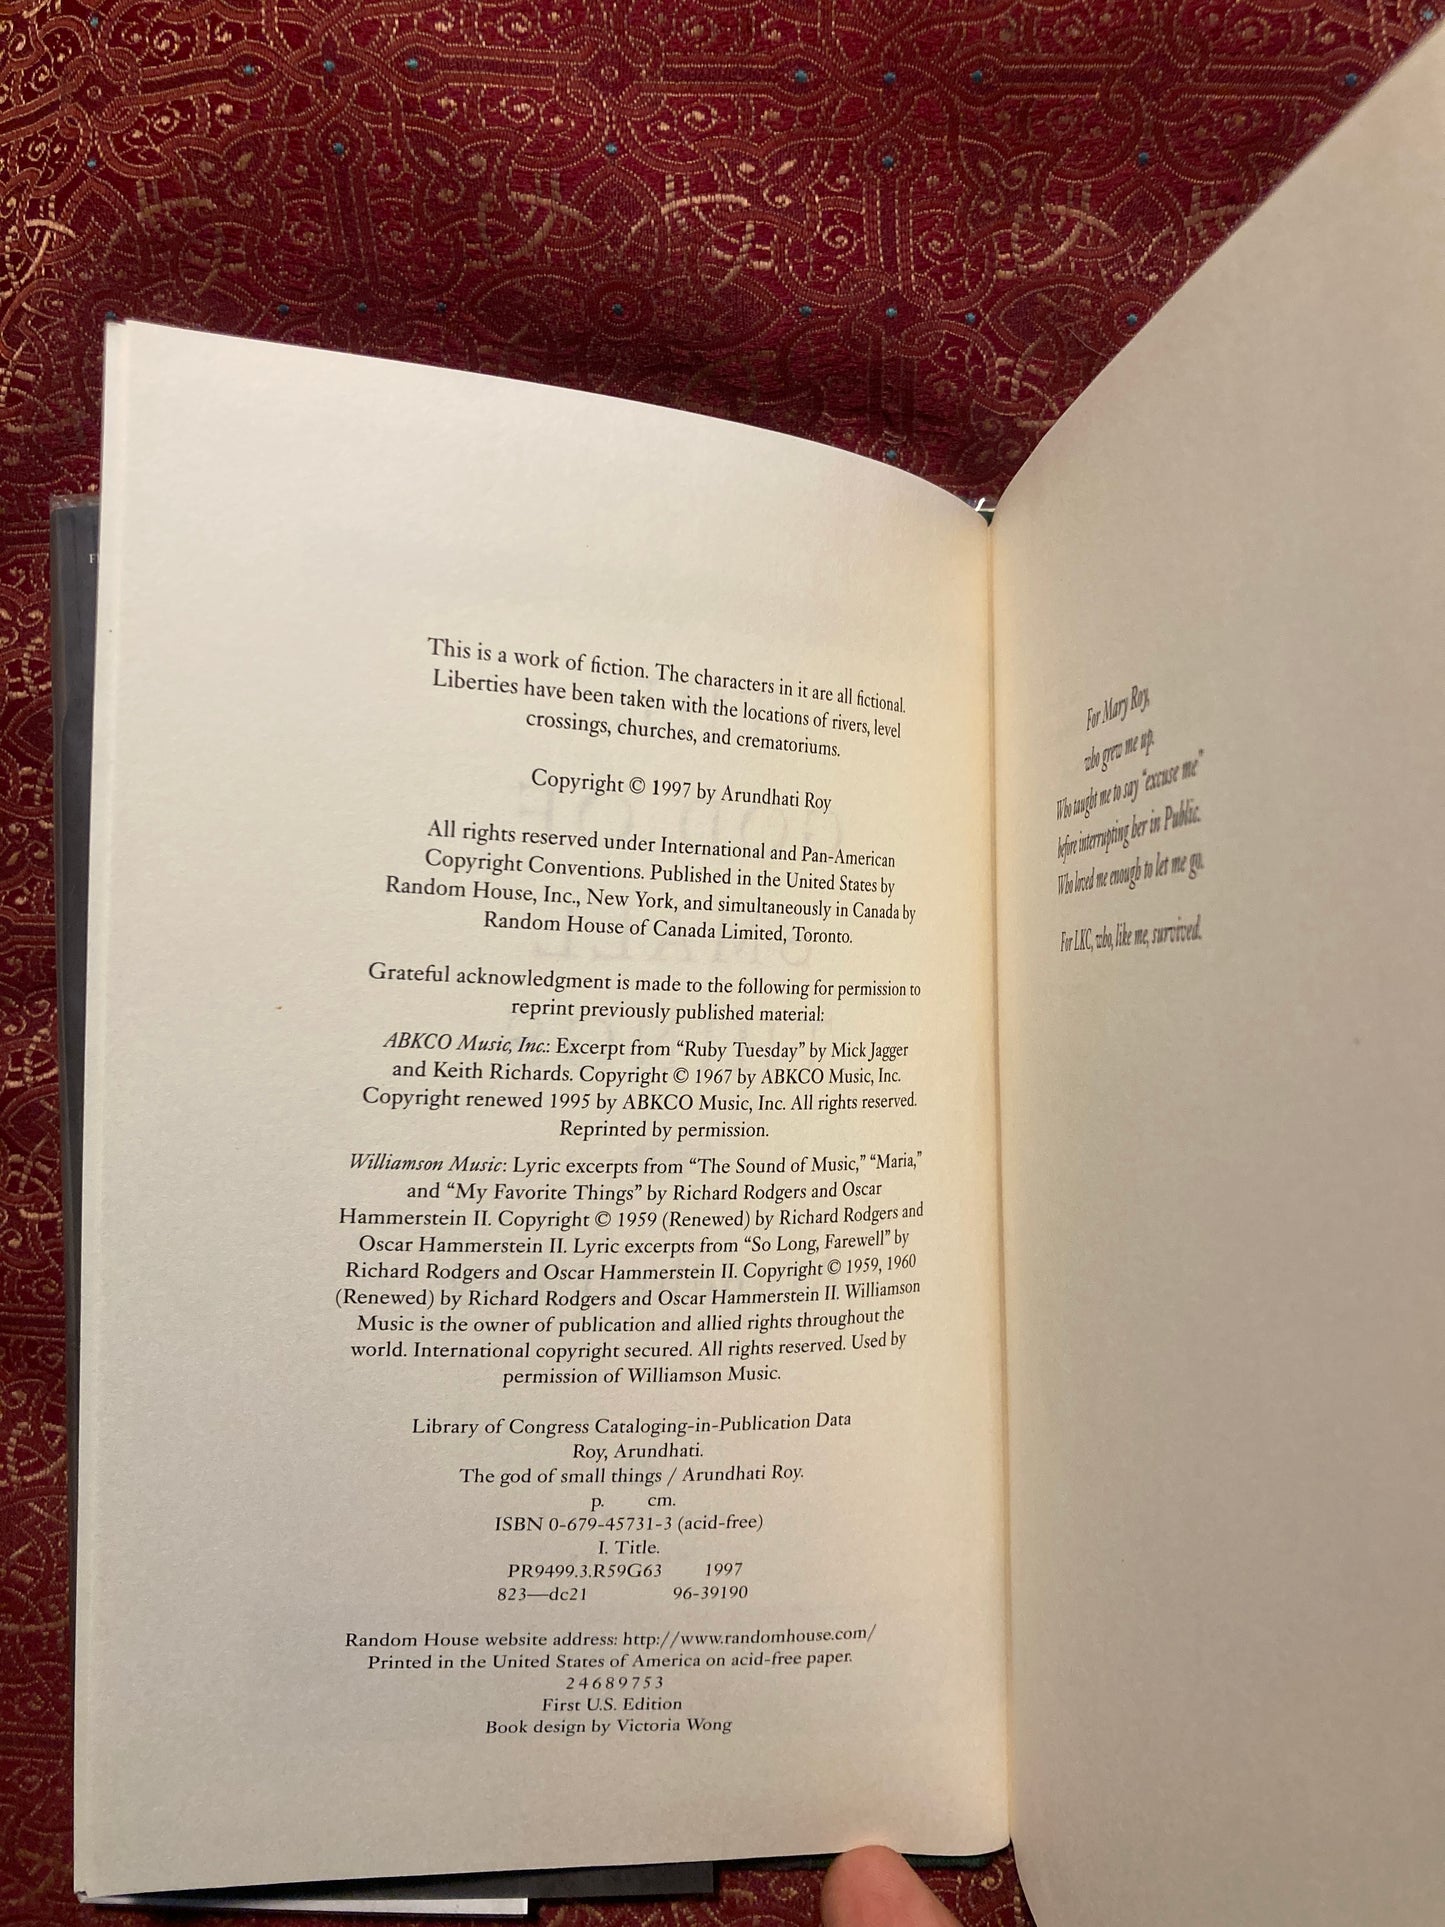 This is a work of fiction. The characters in it are all fictional.
Liberties have been taken with the locations of rivers, level
crossings, churches, and crematoriums.
Copyright © 1997 by Arundhati Roy
All rights reserved under International and Pan-American
Copyright Conventions. Published in the United States by
Random House, Inc., New York, and simultaneously in Canada by
Random House of Canada Limited, Toronto.
Grateful acknowledgment is made to the following for permission to
reprint previously published material:
ABKCO Music, Inc.: Excerpt from “Ruby Tuesday” by Mick Jagger
and Keith Richards. Copyright © 1967 by ABKCO Music, Inc.
Copyright renewed 1995 by ABKCO Music, Inc. All rights reserved.
Reprinted by permission.
Williamson Music: Lyric excerpts from “The Sound of Music,” “Maria,”
and “My Favorite Things” by Richard Rodgers and Oscar
Hammerstein II. Copyright © 1959 (Renewed) by Richard Rodgers and
Oscar Hammerstein II. Lyric excerpts from “So Long, Farewell” by
Richard Rodgers and Oscar Hammerstein II. Copyright © 1959, 1960
(Renewed) by Richard Rodgers and Oscar Hammerstein II. Williamson
Music is the owner of publication and allied rights throughout the
world. International copyright secured. All rights reserved. Used by
permission of Williamson Music.
Library of Congress Cataloging-in-Publication Data
Roy, Arundhati.
The god of small things / Arundhati Roy.
p. cm.
ISBN 0-679-45731-3 (acid-free)
I. Title.
PR9499.3.R59G63 1997
823—dc21 96-39190
Random House website address: http://www.randomhouse.com/
Printed in the United States of America on acid-free paper.
2 4 6 8 9 7 5 3
First U.S. Edition
Book design by Victoria Wong
For Mary Roy,
who grew me up.
Who taught me to say “excuse me”
before interrupting her in Public.
Who loved me enough to let me go.
For LKC, who, like me, survived.